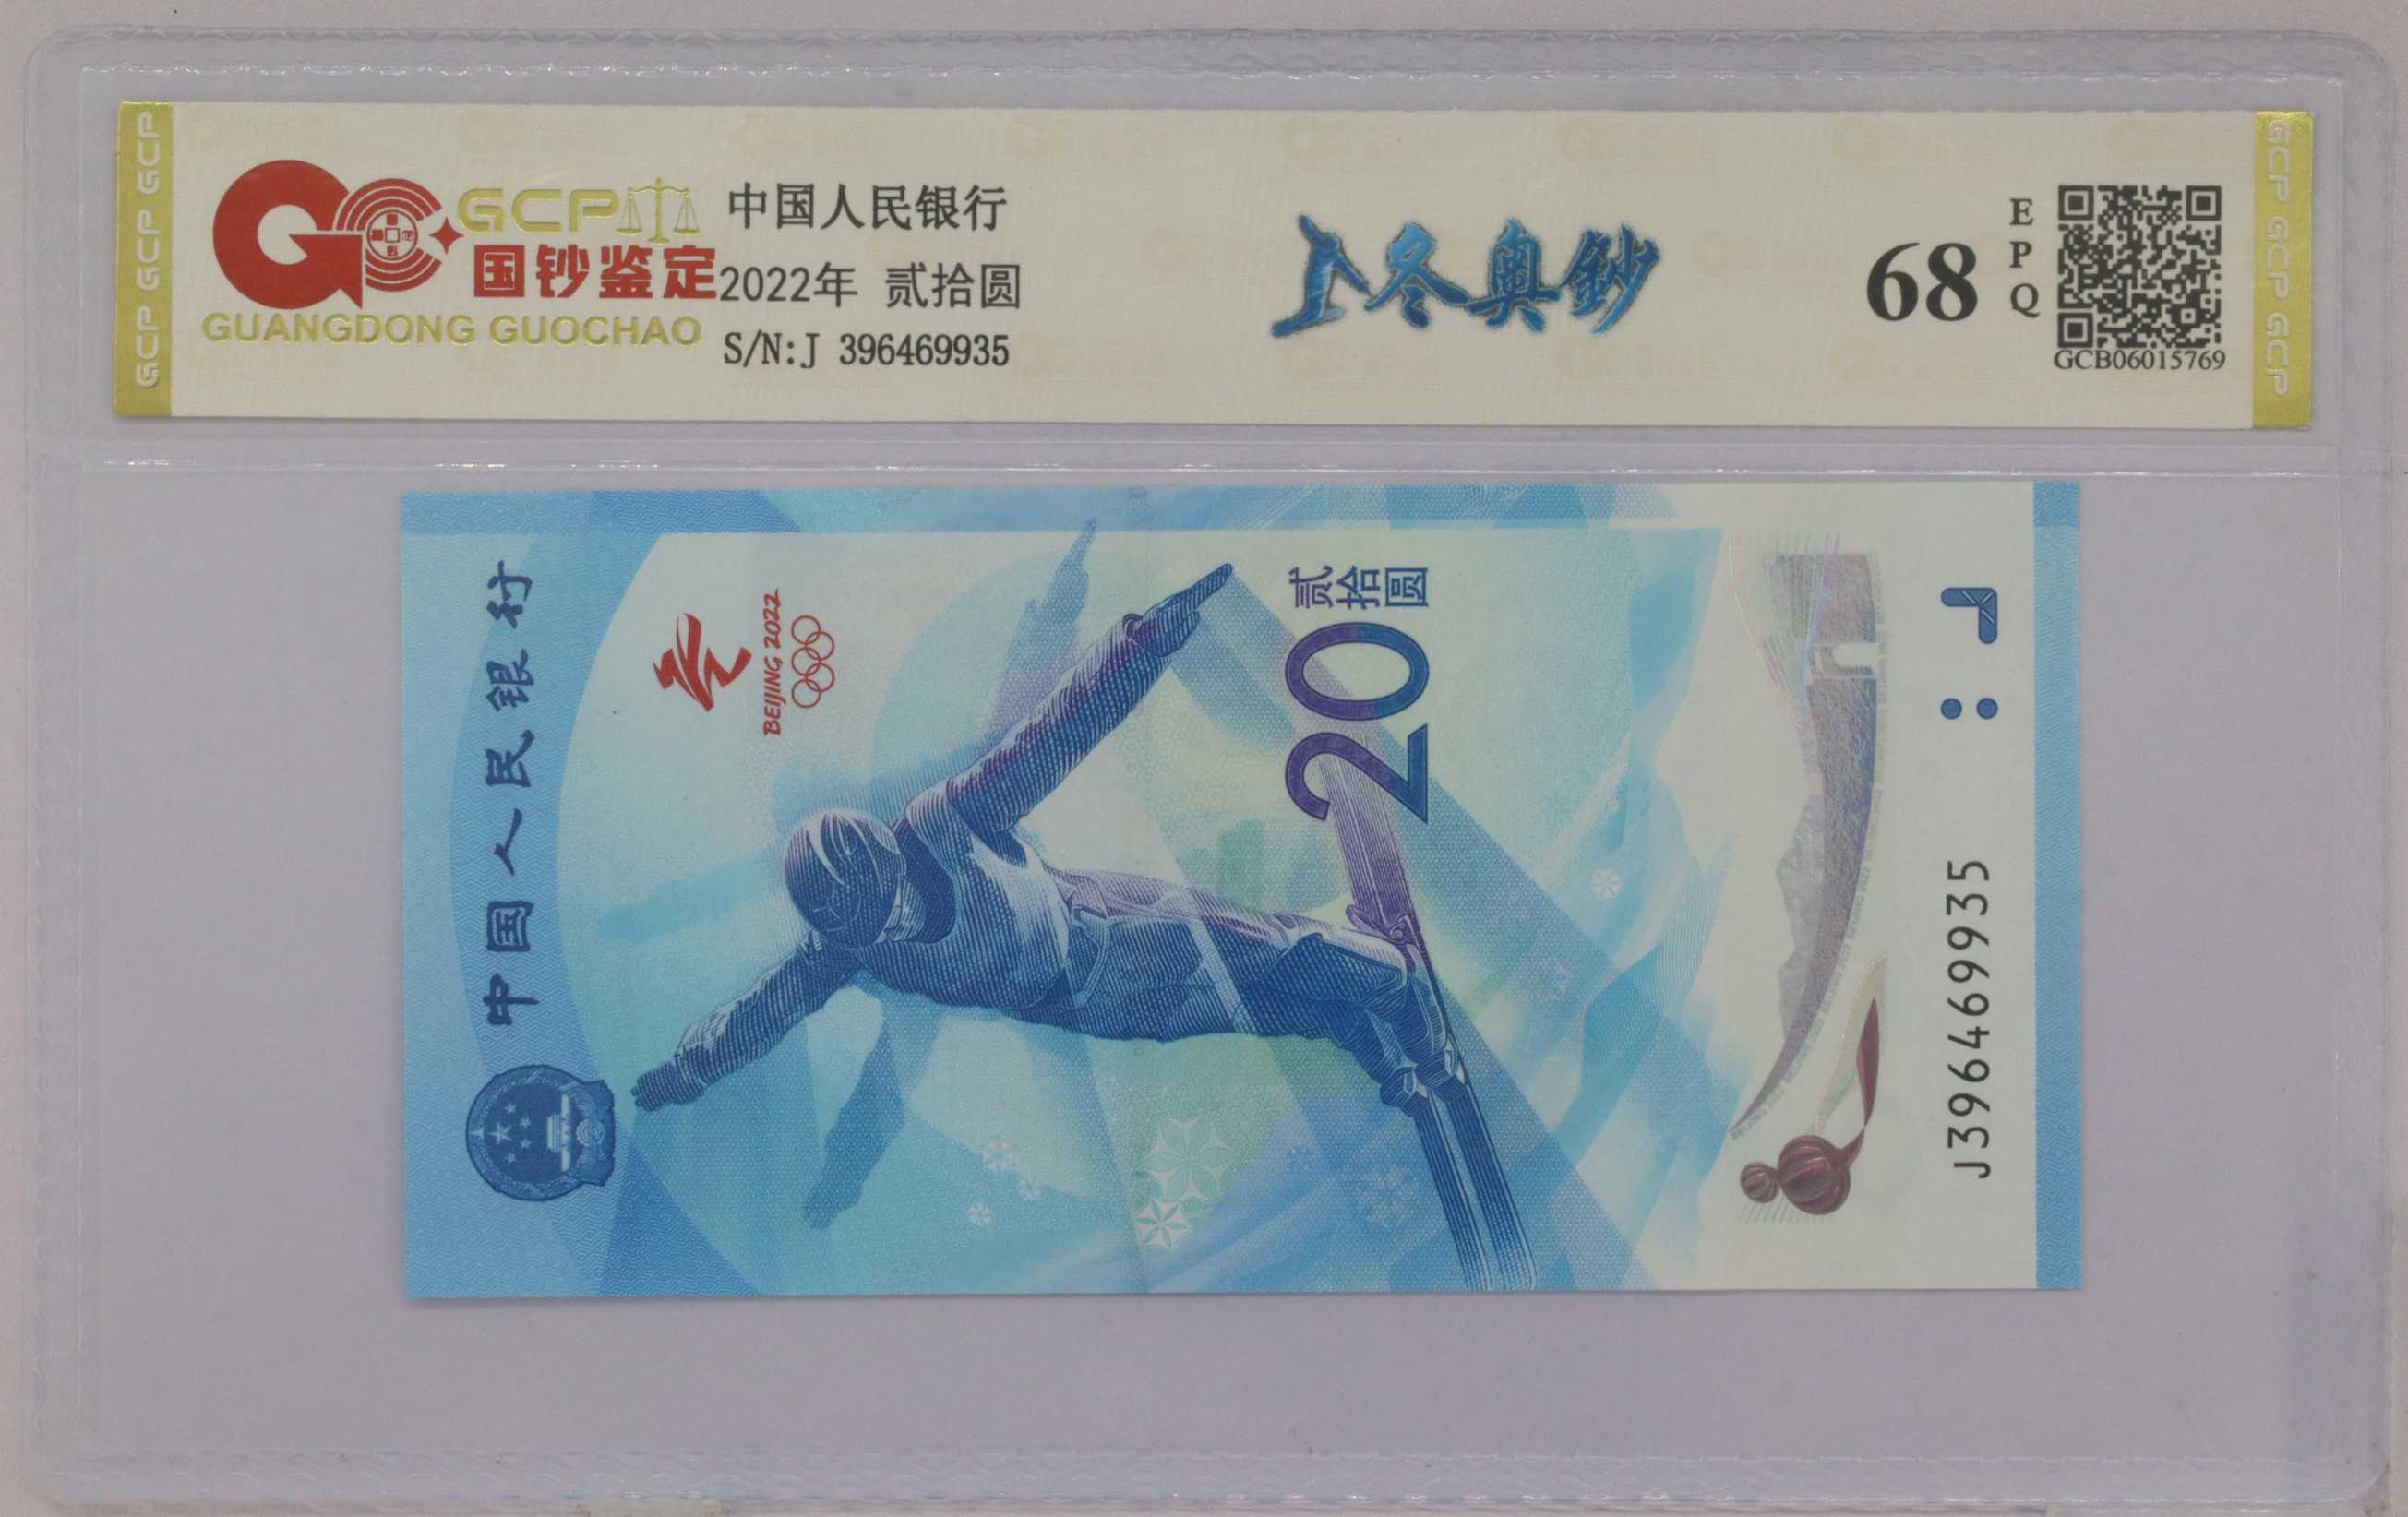 GCP GCP GCP
GCP
国钞鉴定
GUANGDONG GUOCHAO
中国人民银行
2022年 贰拾圆
S/N:J 396469935
冬奥鈔
68
EPQ
GCB06015769
GCP GCP GCP
中国人民银行
BEIJING 2022
贰拾圆
20
J396469935